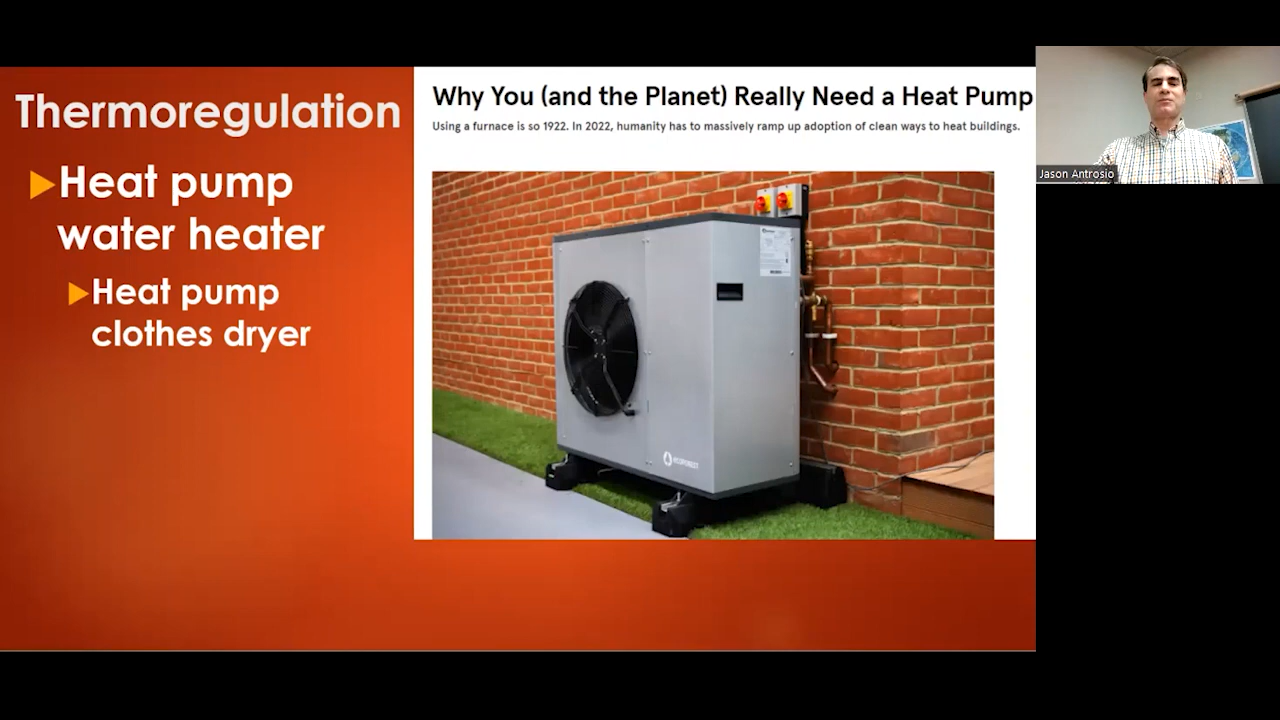 Thermoregulation
Heat pump
water heater
Heat pump
clothes dryer
Why You (and the Planet) Really Need a Heat Pump
Using a furnace is so 1922. In 2022, humanity has to massively ramp up adoption of clean ways to heat buildings.
Jason Antrosio